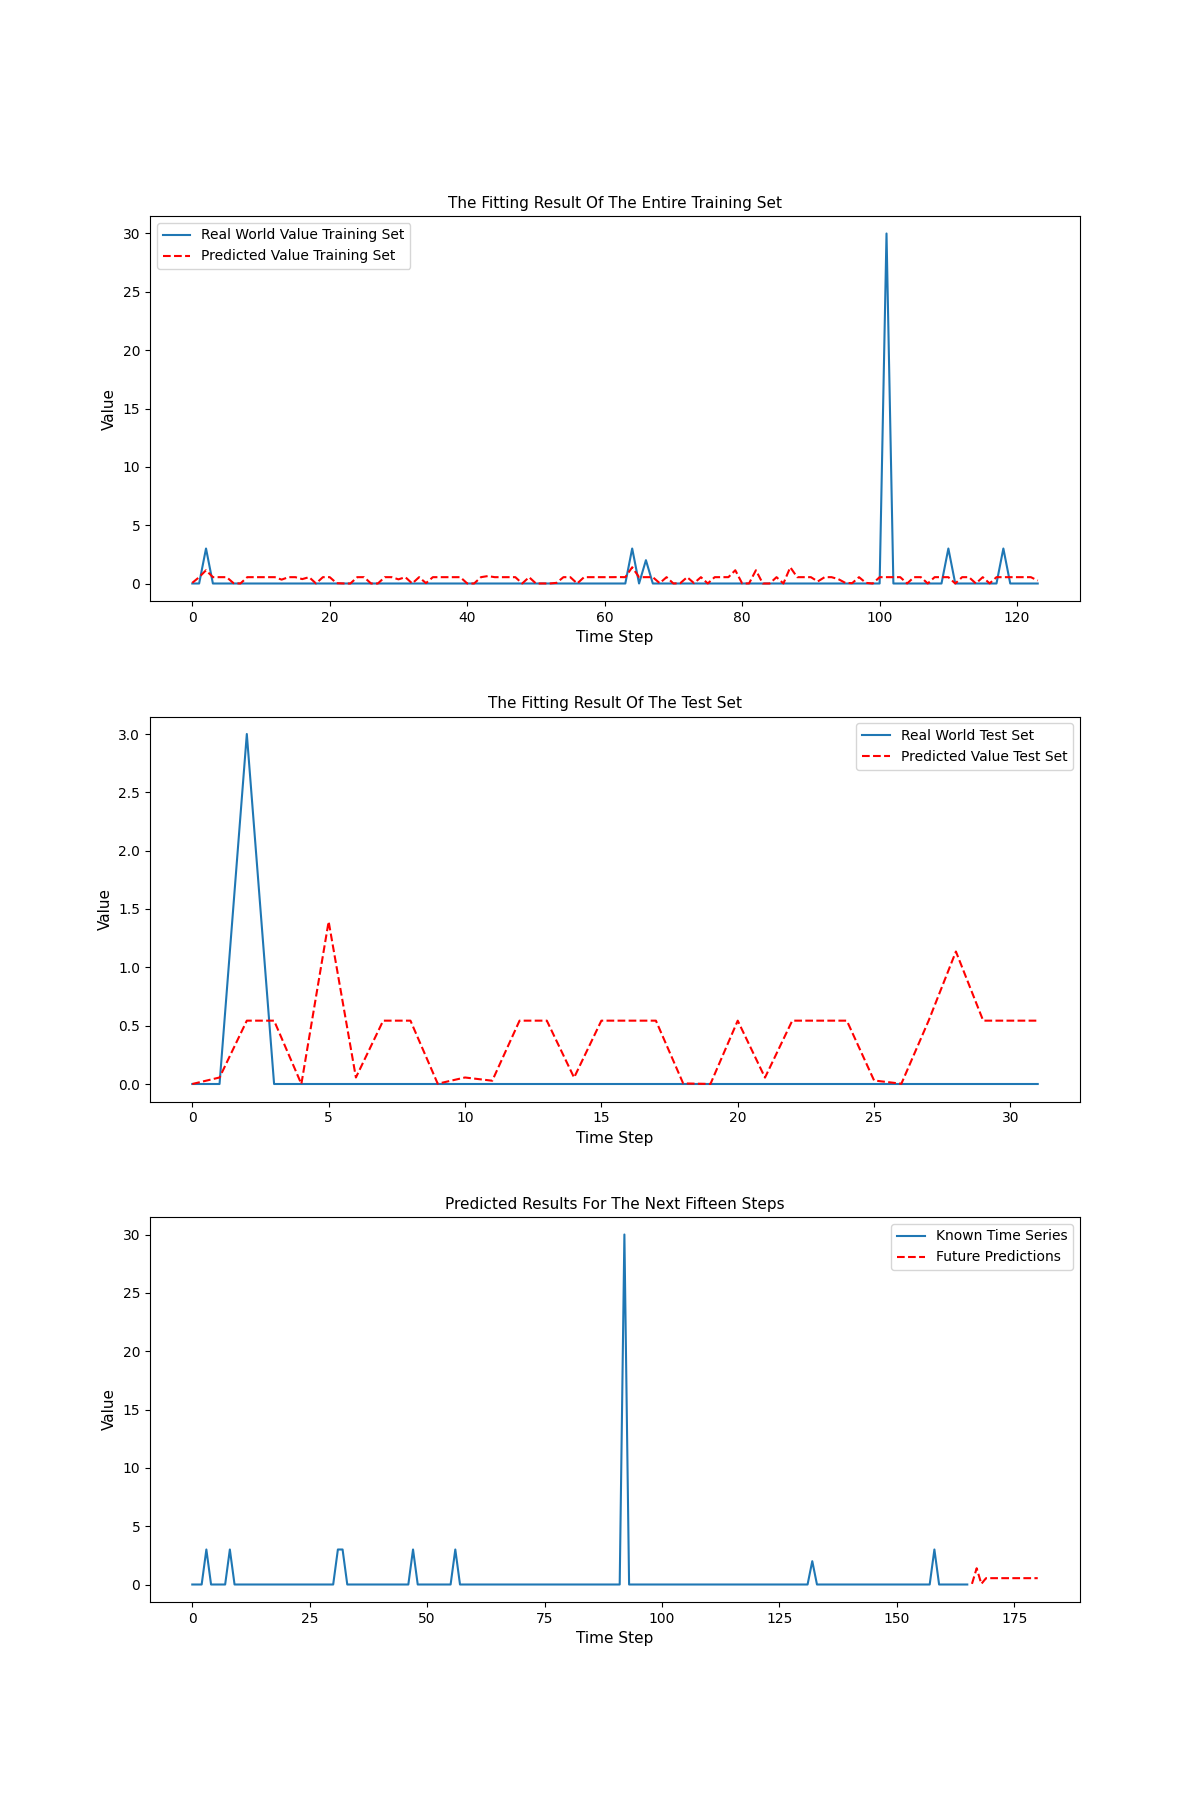 The Fitting Result Of The Entire Training Set
Real World Value Training Set
Predicted Value Training Set
30
25
20
15
10
5
0
Value
0 20 40 60 80 100 120
Time Step
The Fitting Result Of The Test Set
Real World Test Set
Predicted Value Test Set
3.0
2.5
2.0
1.5
1.0
0.5
0.0
Value
0 5 10 15 20 25 30
Time Step
Predicted Results For The Next Fifteen Steps
Known Time Series
Future Predictions
30
25
20
15
10
5
0
Value
0 25 50 75 100 125 150 175
Time Step